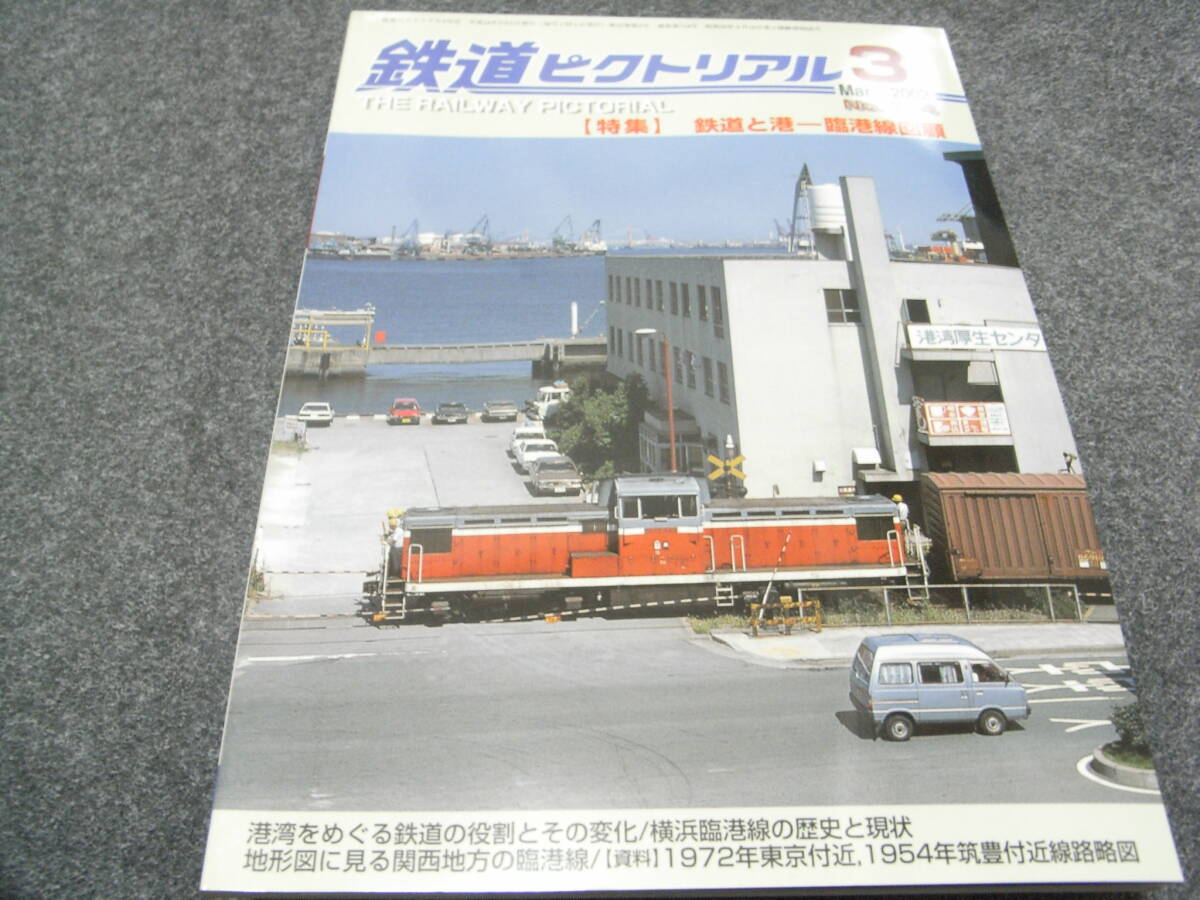 鉄道ピクトリアル 3
THE RAILWAY PICTORIAL
【特集】 鉄道と港―臨港線回顧
港湾厚生センタ
港湾をめぐる鉄道の役割とその変化/横浜臨港線の歴史と現状
地形図に見る関西地方の臨港線/【資料】1972年東京付近,1954年筑豊付近線路略図